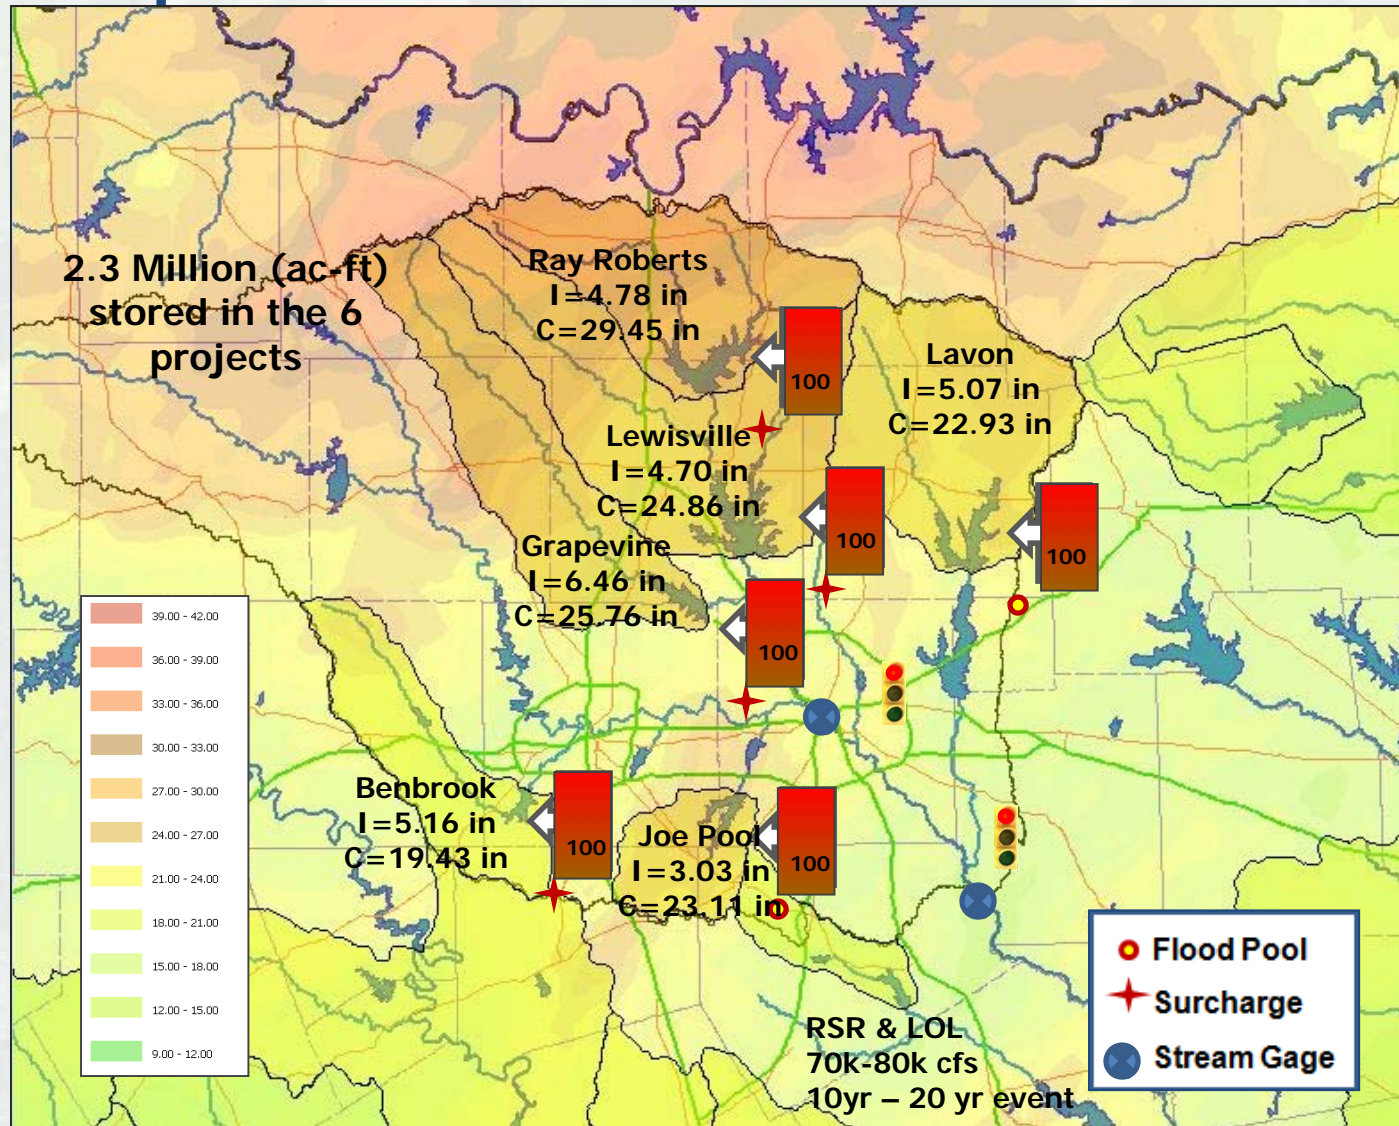 2.3 Million (ac-ft)
stored in the 6
projects
Ray Roberts
I=4.78 in
C=29.45 in
100
Lavon
I=5.07 in
C=22.93 in
100
Lewisville
I=4.70 in
C=24.86 in
100
Grapevine
I=6.46 in
C=25.76 in
100
39.00 - 42.00
36.00 - 39.00
33.00 - 36.00
30.00 - 33.00
27.00 - 30.00
24.00 - 27.00
21.00 - 24.00
18.00 - 21.00
15.00 - 18.00
12.00 - 15.00
9.00 - 12.00
Benbrook
I=5.16 in
C=19.43 in
100
Joe Pool
I=3.03 in
C=23.11 in
100
RSR & LOL
70k-80k cfs
10yr – 20 yr event
Flood Pool
Surcharge
Stream Gage